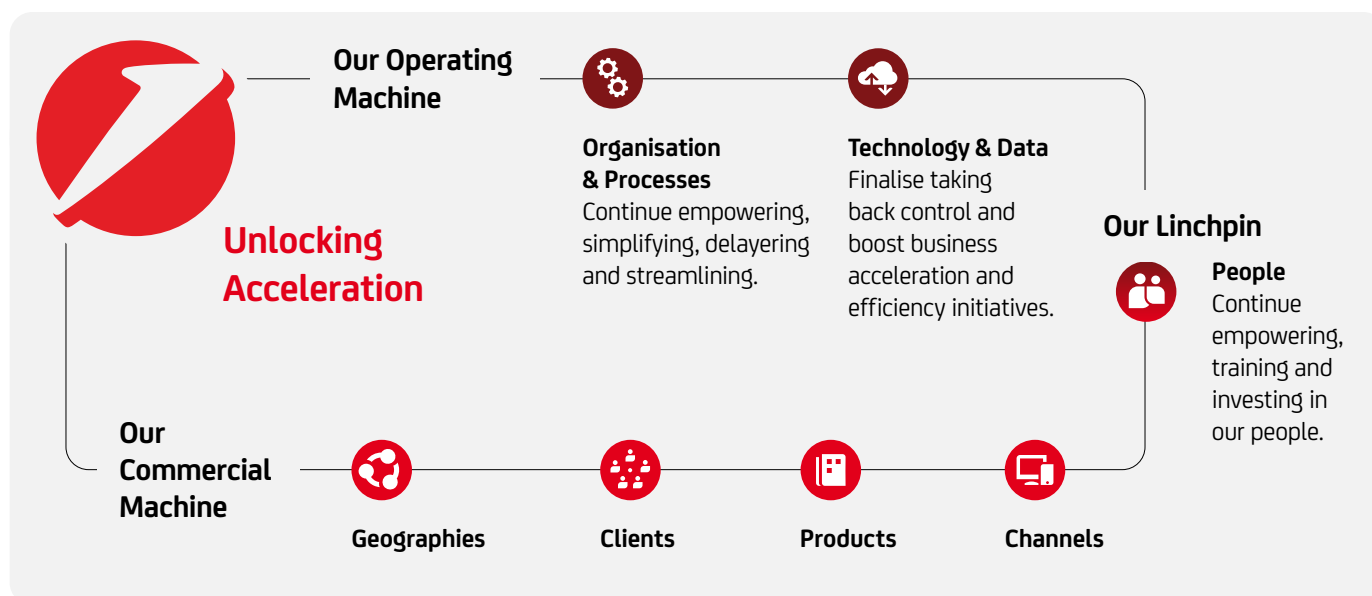 Unlocking
Acceleration
Our Operating
Machine
Organisation
& Processes
Continue empowering,
simplifying, delayering
and streamlining.
Technology & Data
Finalise taking
back control and
boost business
acceleration and
efficiency initiatives.
Our Linchpin
People
Continue
empowering,
training and
investing in
our people.
Our
Commercial
Machine
Geographies
Clients
Products
Channels